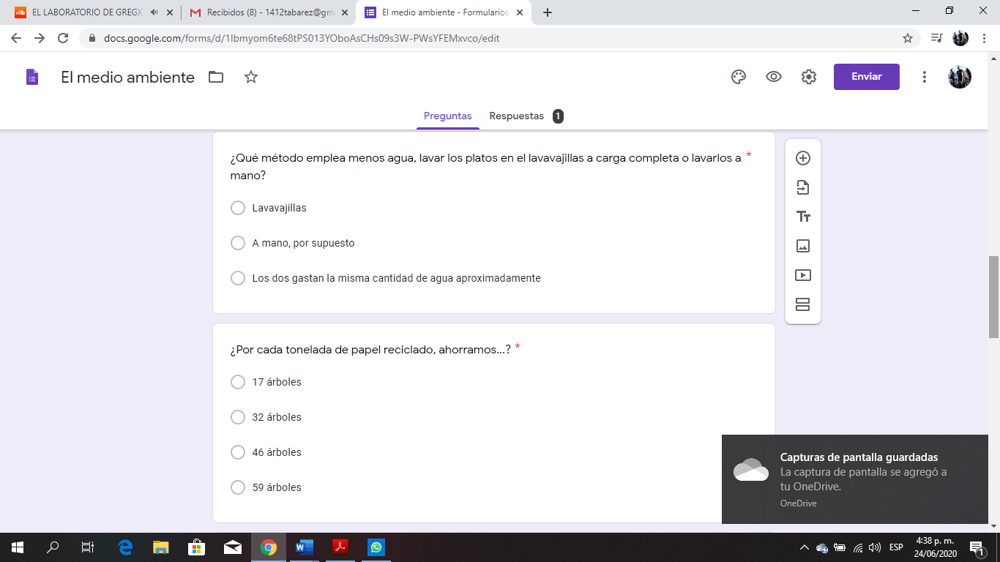 EL LABORATORIO DE GREGX
Recibidos (8) - 1412tabarez@gm
El medio ambiente - Formularios
docs.google.com/forms/d/1lbmyom6te68tPS013YOboAsCHs09s3W-PWsYFEMxvco/edit
El medio ambiente
Enviar
Preguntas
Respuestas 1
¿Qué método emplea menos agua, lavar los platos en el lavavajillas a carga completa o lavarlos a *
mano?
Lavavajillas
A mano, por supuesto
Los dos gastan la misma cantidad de agua aproximadamente
¿Por cada tonelada de papel reciclado, ahorramos...? *
17 árboles
32 árboles
46 árboles
59 árboles
Capturas de pantalla guardadas
La captura de pantalla se agregó a
tu OneDrive.
OneDrive
ESP
4:38 p. m.
24/06/2020
1